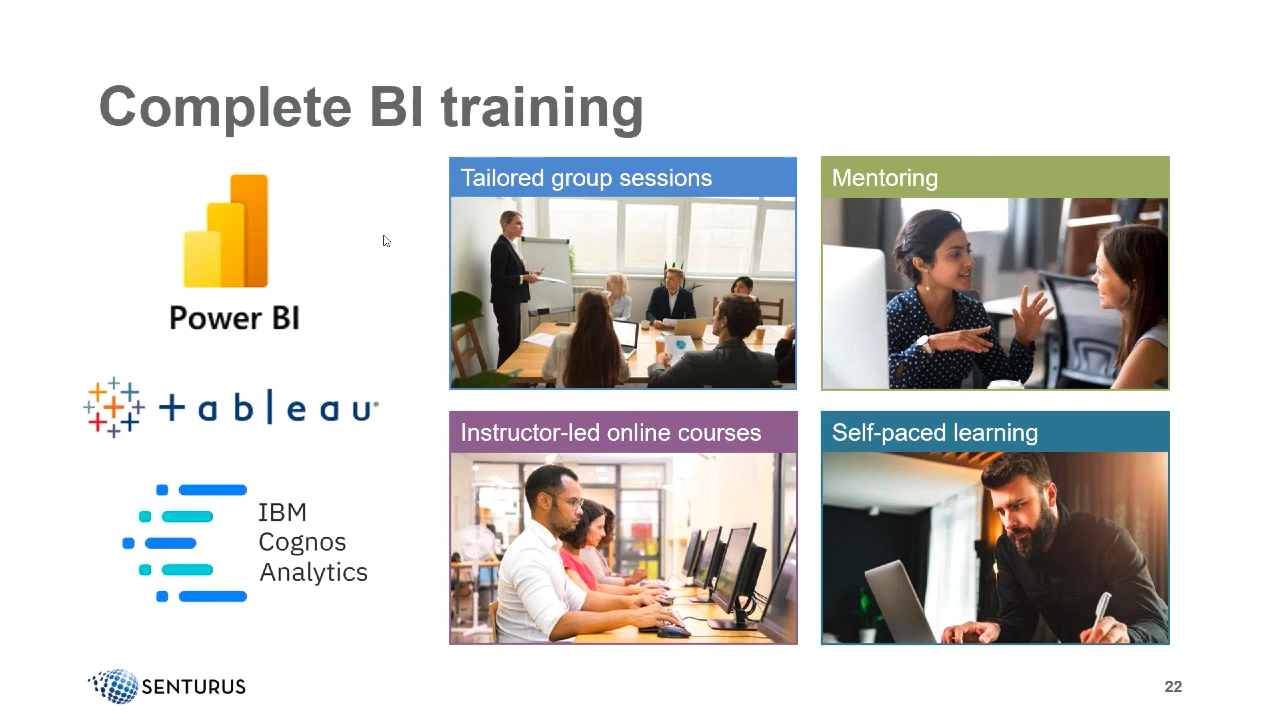 Complete BI training
Power BI
+ableau®
IBM
Cognos
Analytics
Tailored group sessions
Mentoring
Instructor-led online courses
Self-paced learning
SENTURUS
22